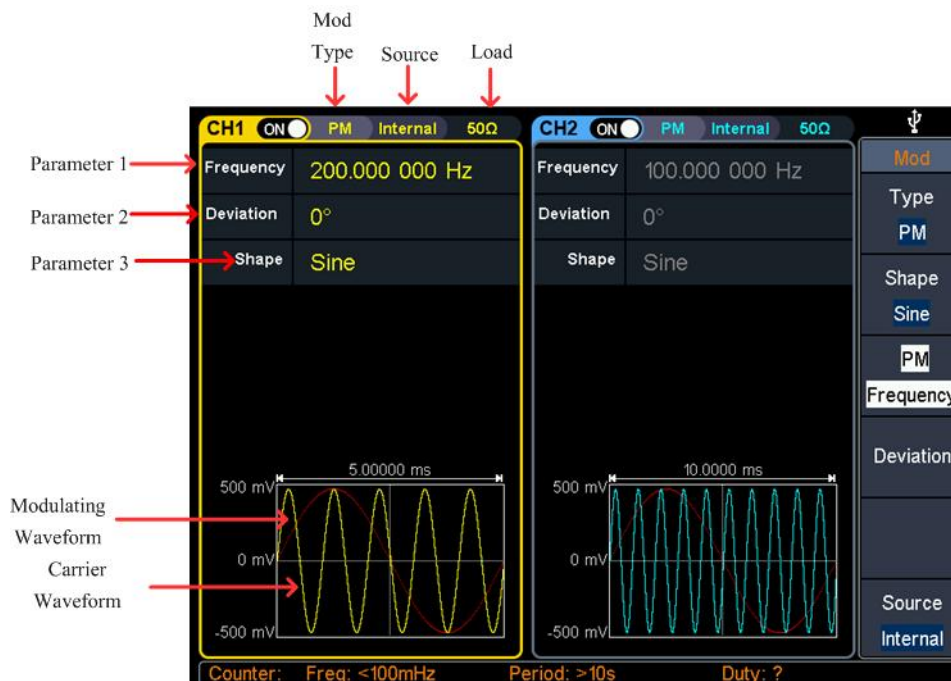 Mod
Type
Source
Load
CH1 ON PM Internal 50Ω
CH2 ON PM Internal 50Ω
Parameter 1
Frequency 200.000 000 Hz
Frequency 100.000 000 Hz
Mod
Parameter 2
Deviation 0°
Deviation 0°
Type
PM
Parameter 3
Shape Sine
Shape Sine
Shape
Sine
PM
Frequency
Deviation
5.00000 ms
10.0000 ms
500 mV
500 mV
Modulating
Waveform
0 mV
0 mV
Carrier
Waveform
-500 mV
-500 mV
Source
Internal
Counter: Freq: <100mHz Period: >10s Duty: ?